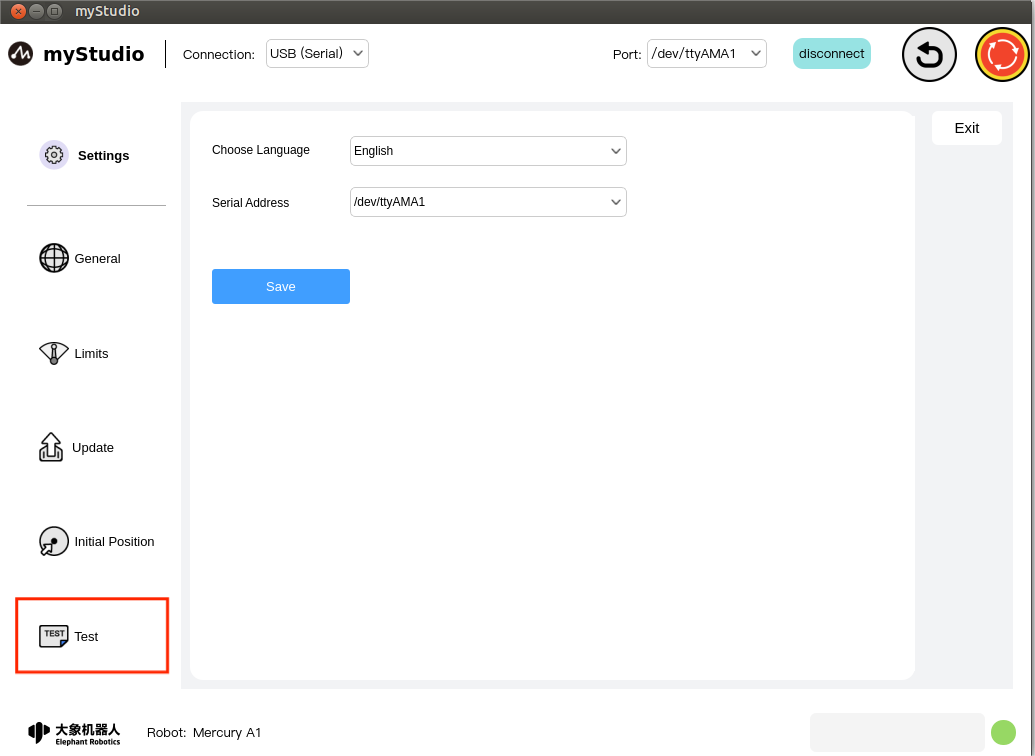 myStudio
myStudio
Connection: USB (Serial)
Port: /dev/ttyAMA1
disconnect
Settings
General
Limits
Update
Initial Position
TEST Test
Choose Language English
Serial Address /dev/ttyAMA1
Save
Exit
大象机器人
Elephant Robotics
Robot: Mercury A1